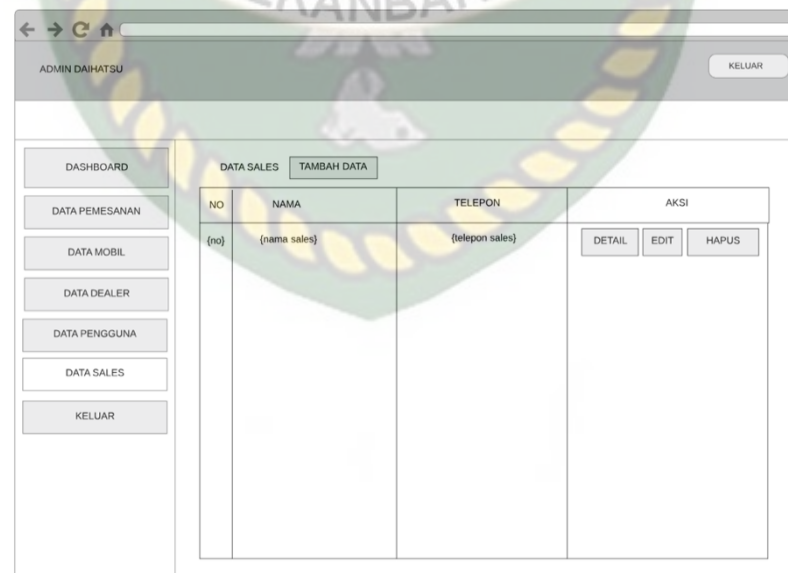 EKANBAR
ADMIN DAIHATSU
KELUAR
DASHBOARD
DATA PEMESANAN
DATA MOBIL
DATA DEALER
DATA PENGGUNA
DATA SALES
KELUAR
DATA SALES TAMBAH DATA
NO NAMA TELEPON AKSI
{no} {nama sales} {telepon sales} DETAIL EDIT HAPUS